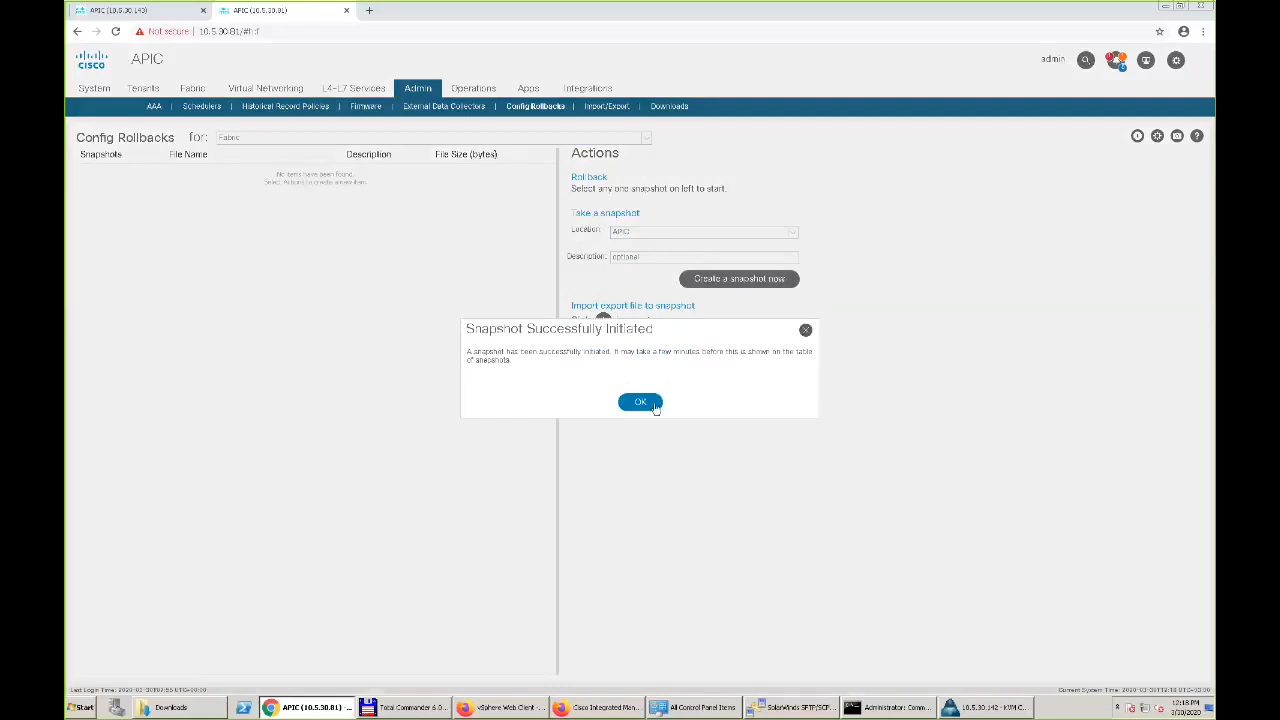 APIC (10.5.30.143)
APIC (10.5.30.81)
Not secure | 10.5.30.81/#
CISCO
APIC
admin
System Tenants Fabric Virtual Networking L4-L7 Services Admin Operations Apps Integrations
AAA | Schedulers | Historical Record Policies | Firmware | External Data Collectors | Config Rollbacks | Import/Export | Downloads
Config Rollbacks for: Fabric
Snapshots File Name Description File Size (bytes)
No items have been found.
Select Actions to create a new item.
Actions
Rollback
Select any one snapshot on left to start.
Take a snapshot
Location: APIC
Description: optional
Create a snapshot now
Import export file to snapshot
Snapshot Successfully Initiated
A snapshot has been successfully initiated. It may take a few minutes before this is shown on the table
of snapshots.
OK
Last Login Time: 2020-03-30T07:55 UTC+00:00
Current System Time: 2020-03-30T12:18 UTC+03:00
Start
Downloads
APIC (10.5.30.81) - ...
Total Commander 6.0...
vSphere - Client - ...
Cisco Integrated Man...
All Control Panel Items
SolarWinds SFTP/SCP...
Administrator: Comm...
10.5.30.142 - KVM C...
12:18 PM
3/30/2020